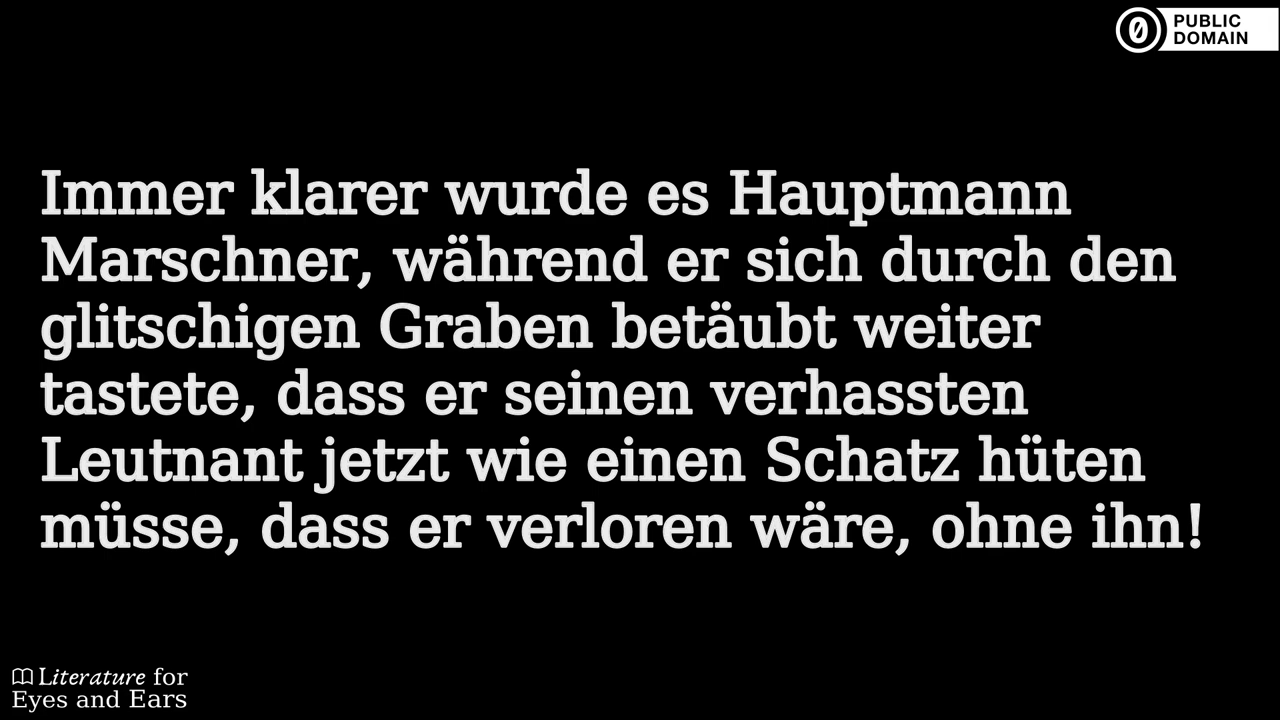 PUBLIC
DOMAIN
Immer klarer wurde es Hauptmann
Marschner, während er sich durch den
glitschigen Graben betäubt weiter
tastete, dass er seinen verhassten
Leutnant jetzt wie einen Schatz hüten
müsse, dass er verloren wäre, ohne ihn!
Literature for
Eyes and Ears